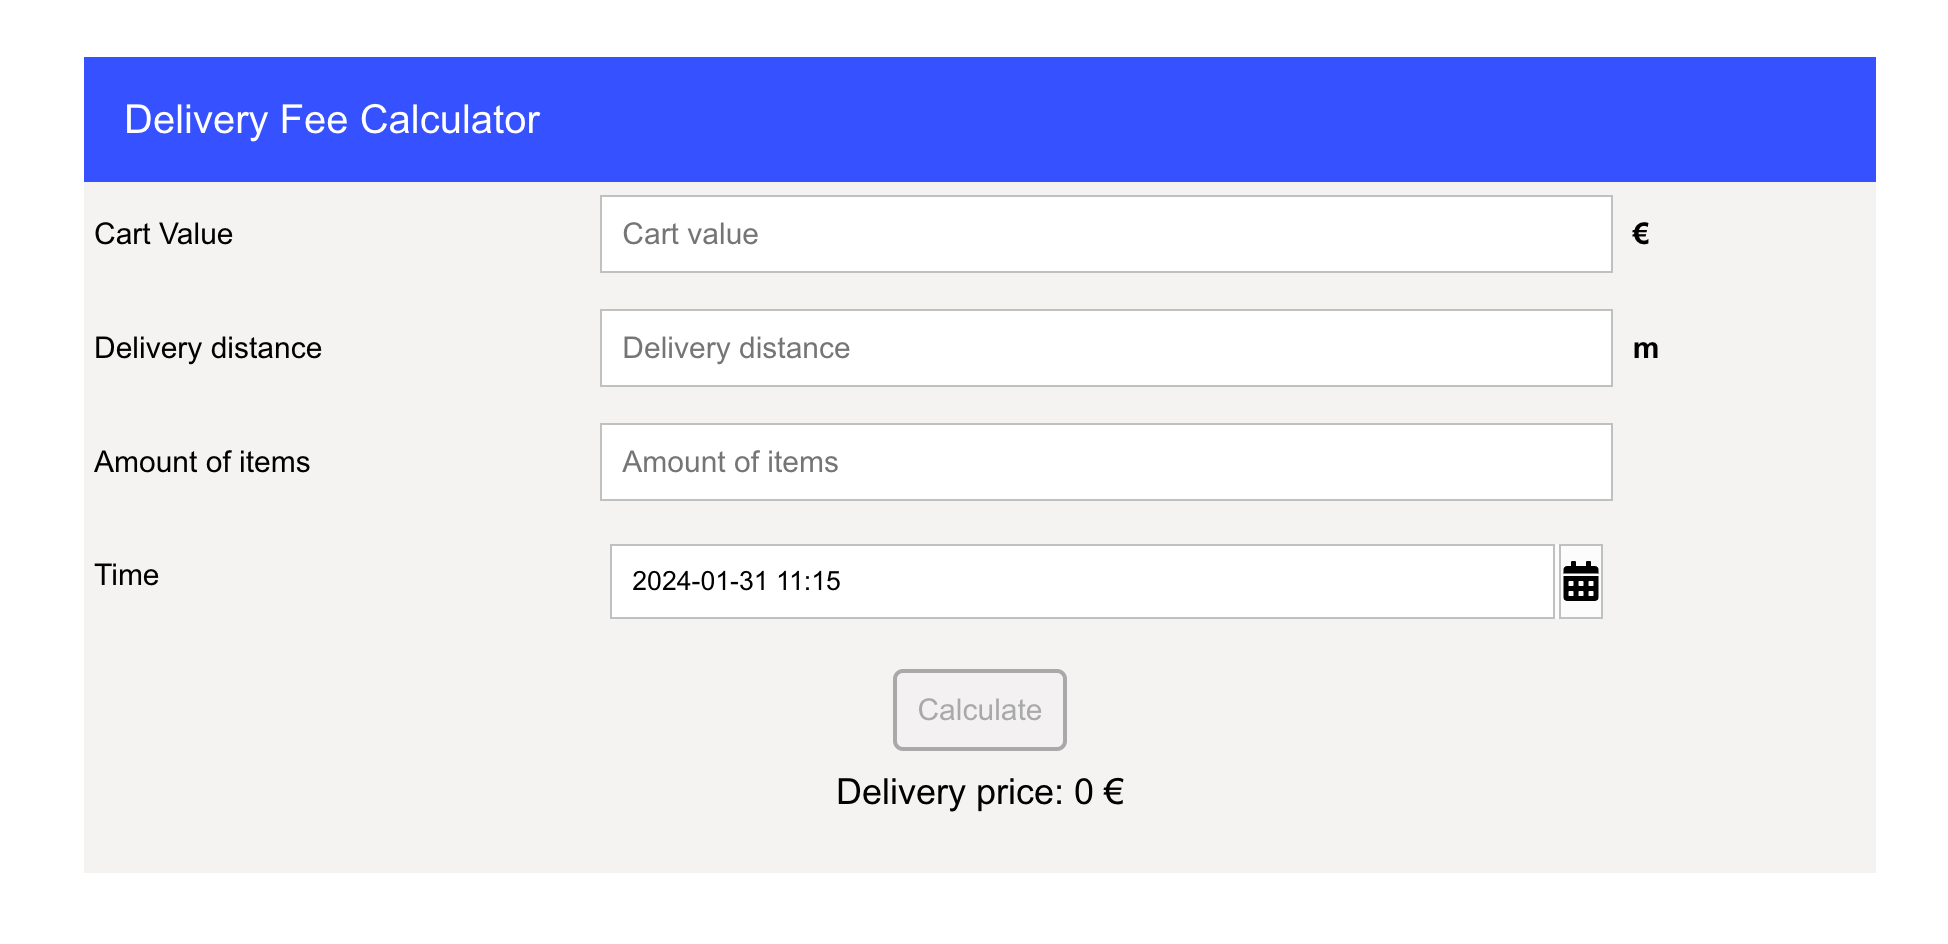 Delivery Fee Calculator
Cart Value Cart value €
Delivery distance Delivery distance m
Amount of items Amount of items
Time 2024-01-31 11:15
Calculate
Delivery price: 0 €